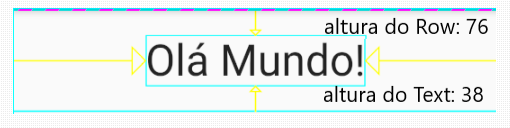 altura do Row: 76
Olá Mundo!
altura do Text: 38